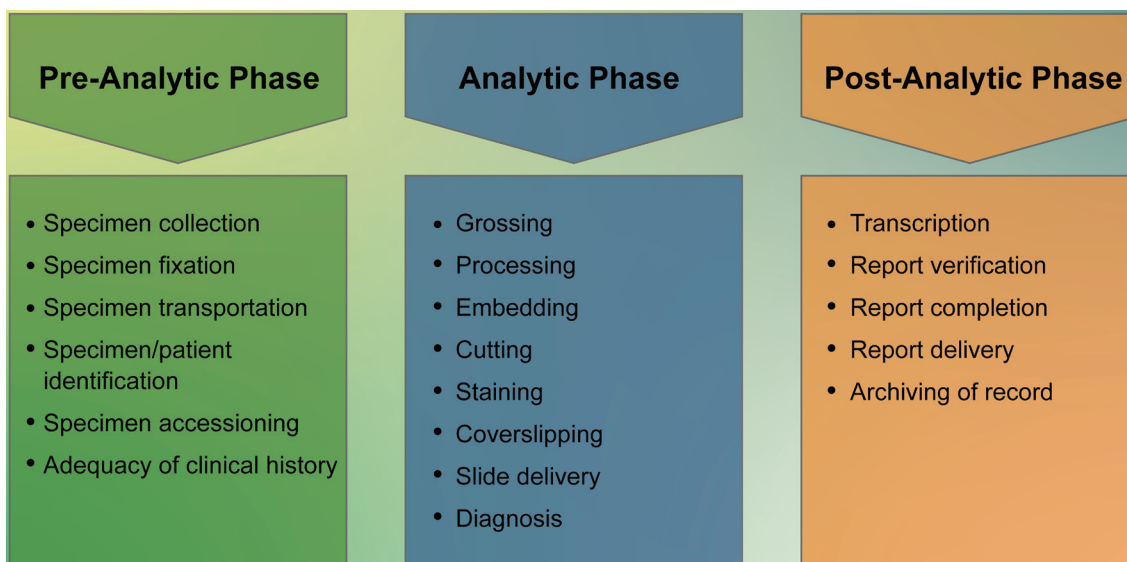 Pre-Analytic Phase
• Specimen collection
• Specimen fixation
• Specimen transportation
• Specimen/patient
identification
• Specimen accessioning
• Adequacy of clinical history
Analytic Phase
• Grossing
• Processing
• Embedding
• Cutting
• Staining
• Coverslipping
• Slide delivery
• Diagnosis
Post-Analytic Phase
• Transcription
• Report verification
• Report completion
• Report delivery
• Archiving of record